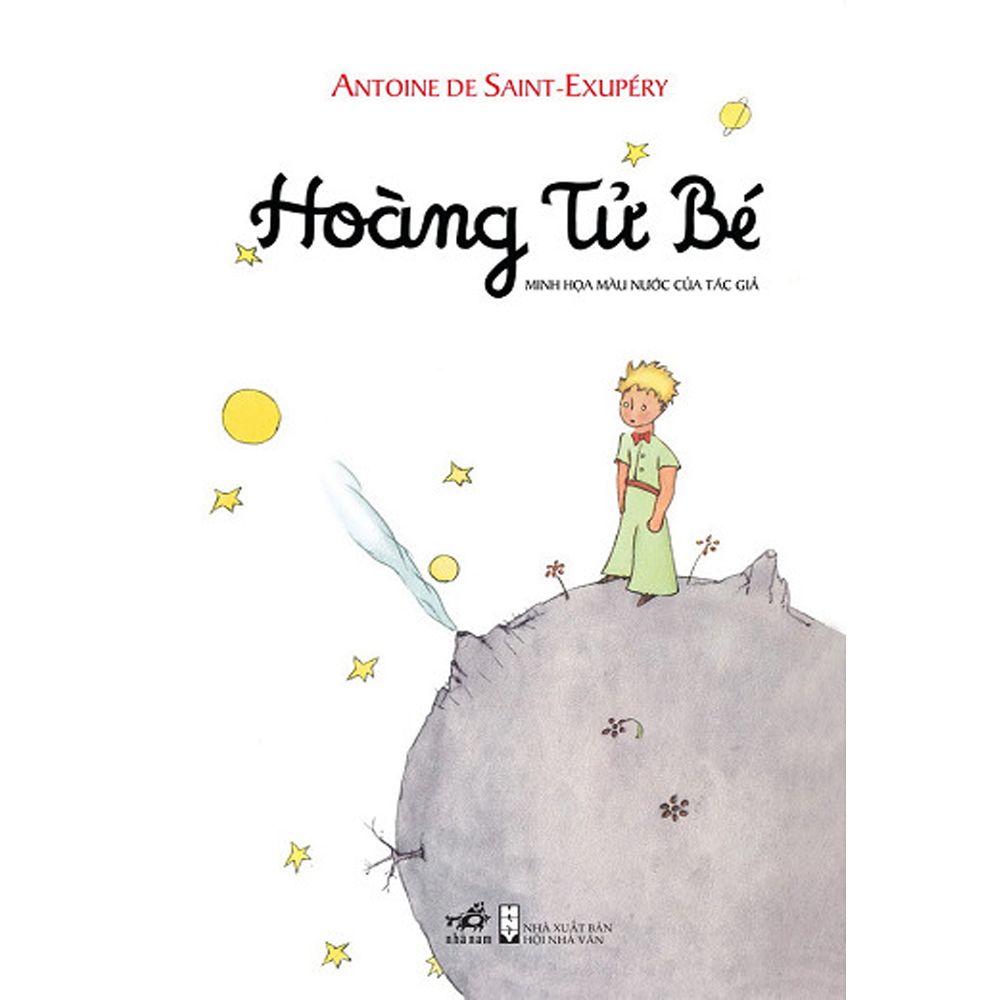 ANTOINE DE SAINT-EXUPÉRY
Hoàng Tử Bé
MINH HỌA MÀU NƯỚC CỦA TÁC GIẢ
nhã nam
HNV
NHÀ XUẤT BẢN
HỘI NHÀ VĂN